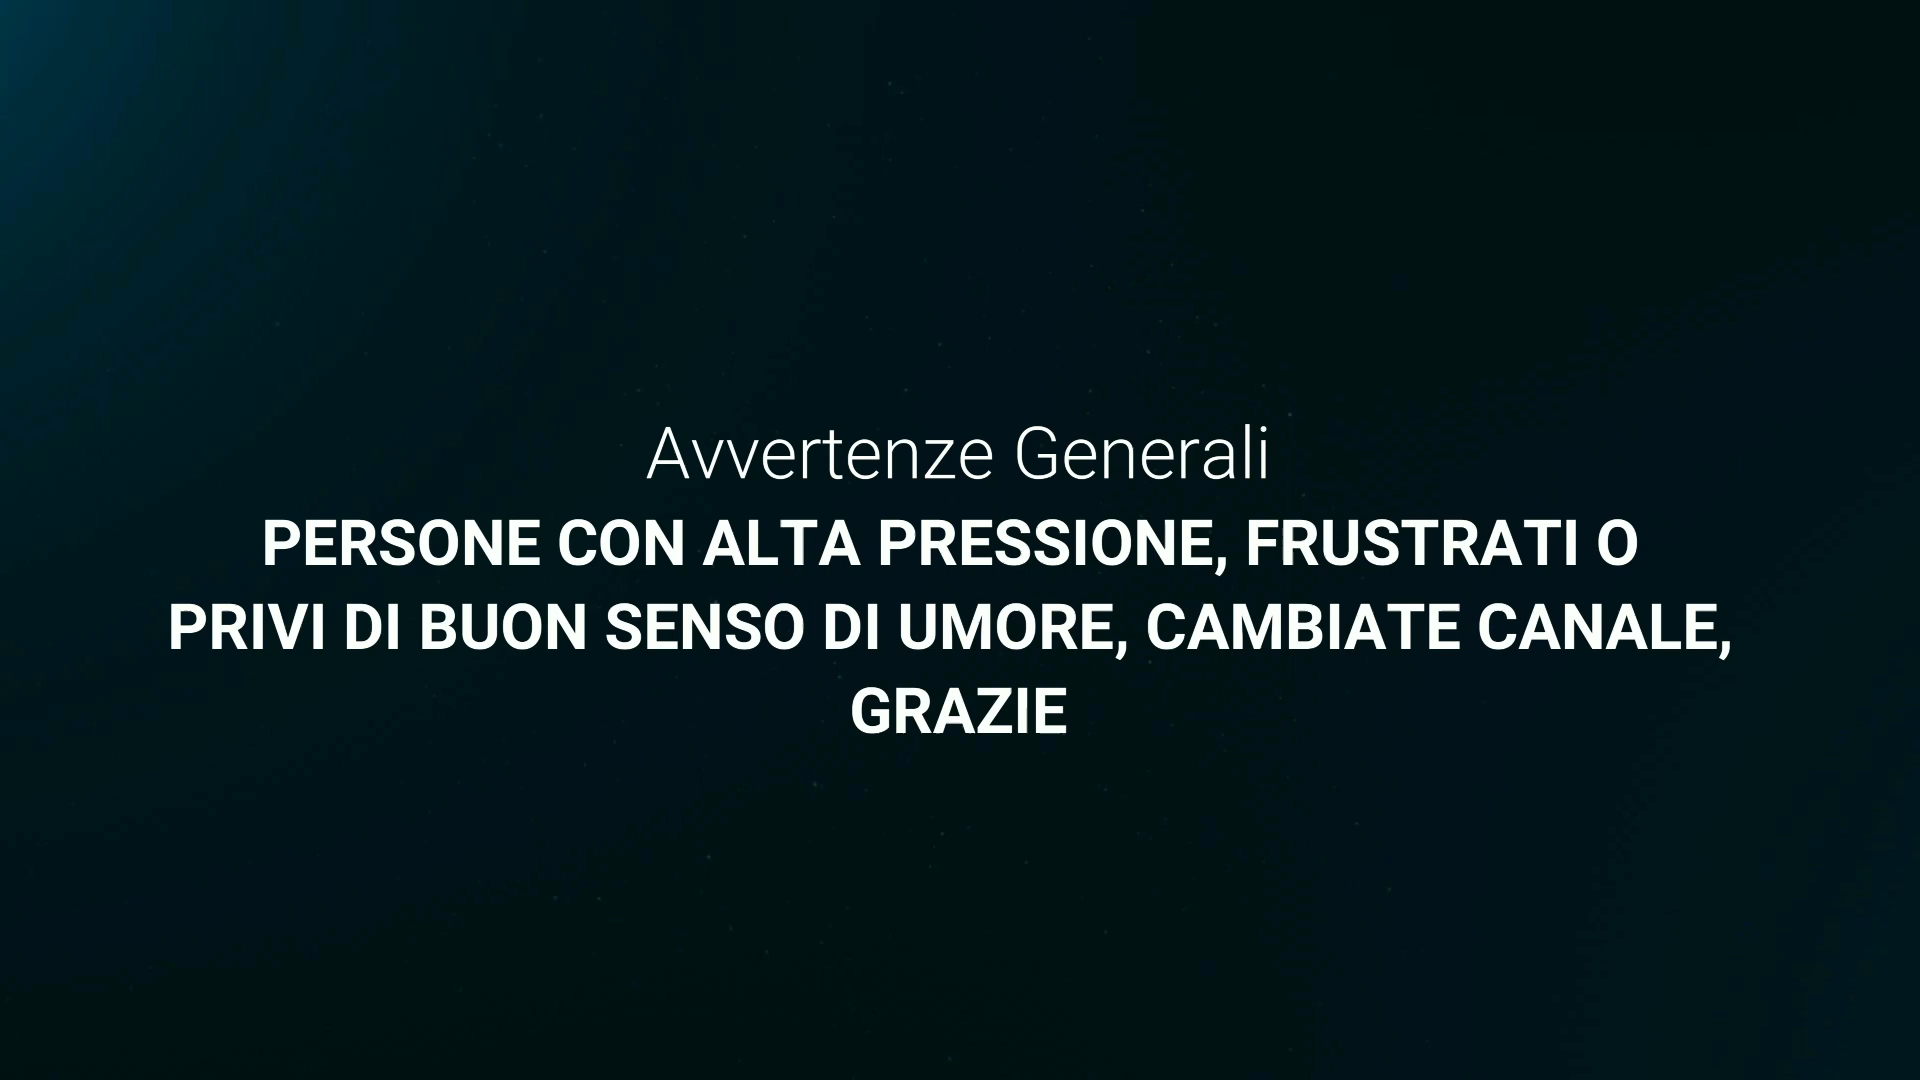 Avvertenze Generali
PERSONE CON ALTA PRESSIONE, FRUSTRATI O
PRIVI DI BUON SENSO DI UMORE, CAMBIATE CANALE,
GRAZIE